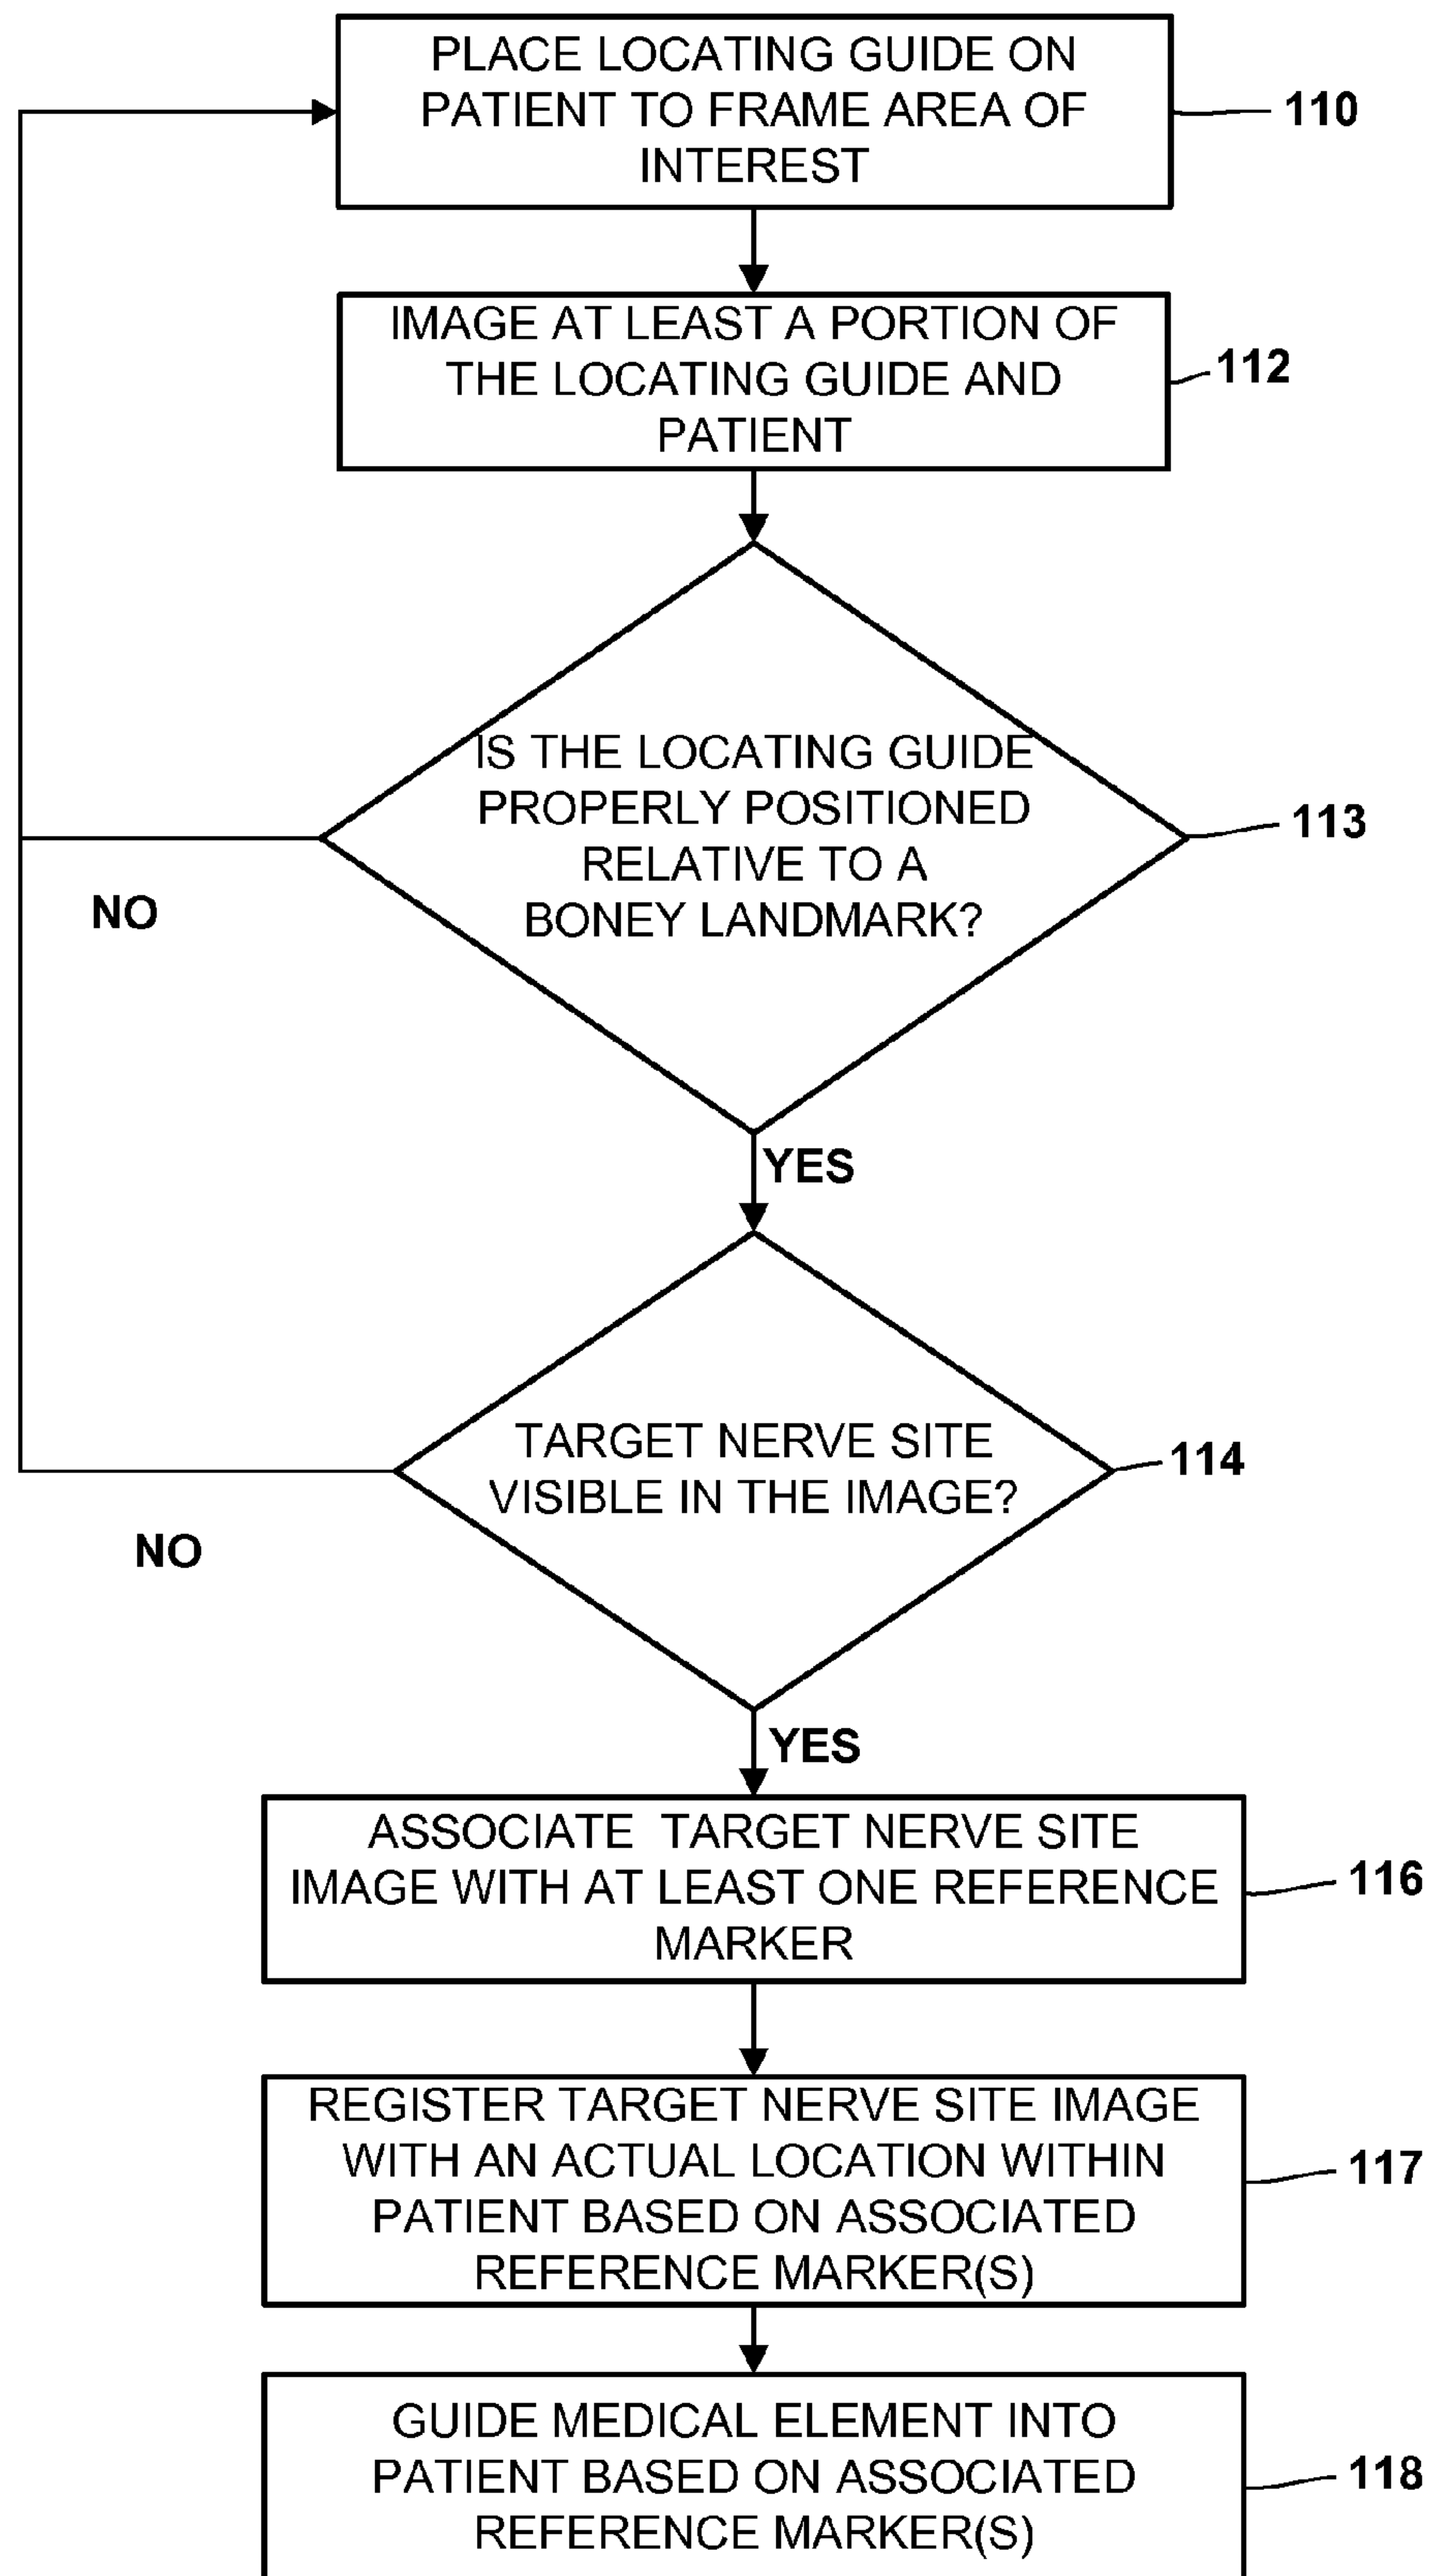 PLACE LOCATING GUIDE ON
PATIENT TO FRAME AREA OF
INTEREST
110
IMAGE AT LEAST A PORTION OF
THE LOCATING GUIDE AND
PATIENT
112
IS THE LOCATING GUIDE
PROPERLY POSITIONED
RELATIVE TO A
BONEY LANDMARK?
113
NO
YES
TARGET NERVE SITE
VISIBLE IN THE IMAGE?
114
NO
YES
ASSOCIATE TARGET NERVE SITE
IMAGE WITH AT LEAST ONE REFERENCE
MARKER
116
REGISTER TARGET NERVE SITE IMAGE
WITH AN ACTUAL LOCATION WITHIN
PATIENT BASED ON ASSOCIATED
REFERENCE MARKER(S)
117
GUIDE MEDICAL ELEMENT INTO
PATIENT BASED ON ASSOCIATED
REFERENCE MARKER(S)
118